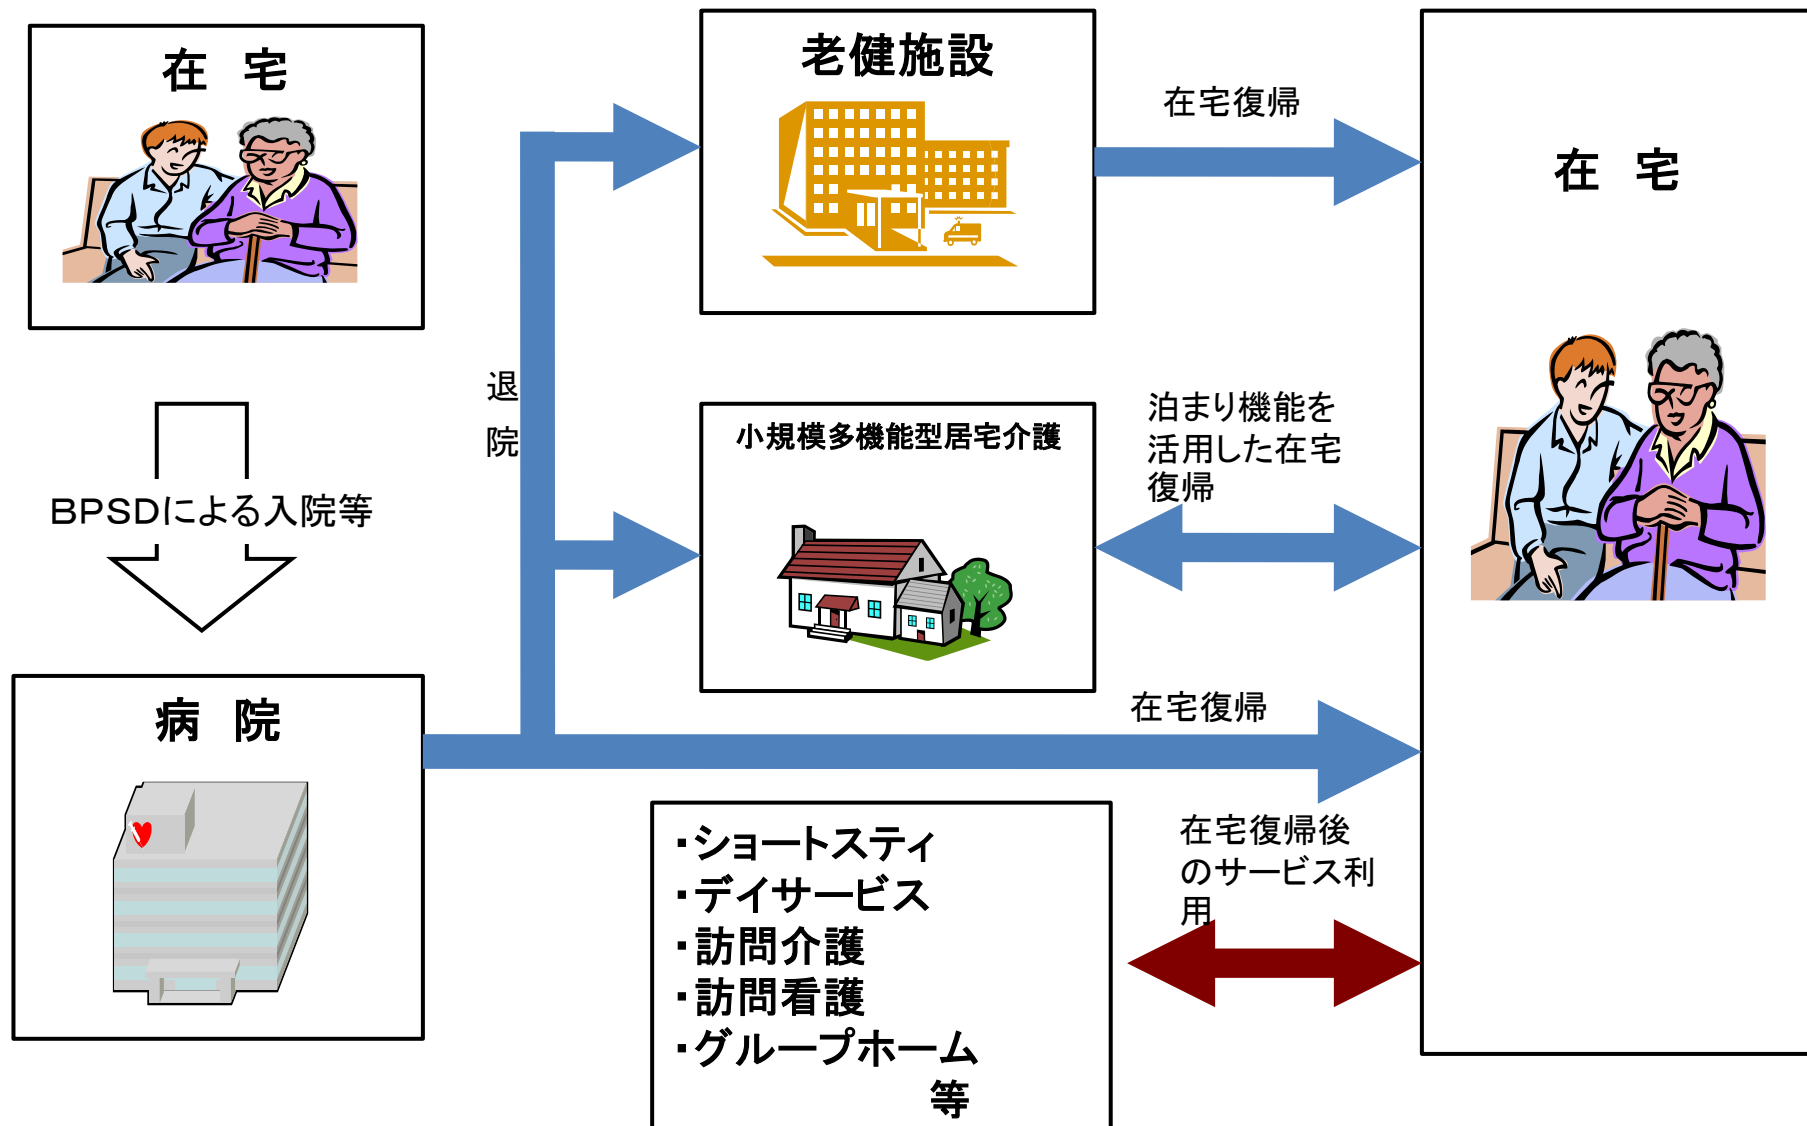 在　宅
BPSDによる入院等
病　院
退
院
老健施設
小規模多機能型居宅介護
在宅復帰
泊まり機能を
活用した在宅
復帰
在宅復帰
・ショートスティ
・デイサービス
・訪問介護
・訪問看護
・グループホーム
等
在宅復帰後
のサービス利
用
在　宅